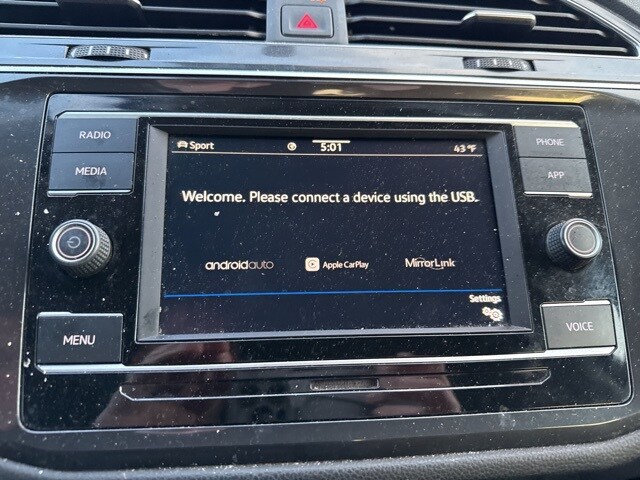 RADIO
MEDIA
MENU
Sport
5:01
43 °F
Welcome. Please connect a device using the USB.
androidauto
Apple CarPlay
MirrorLink
Settings
PHONE
APP
VOICE